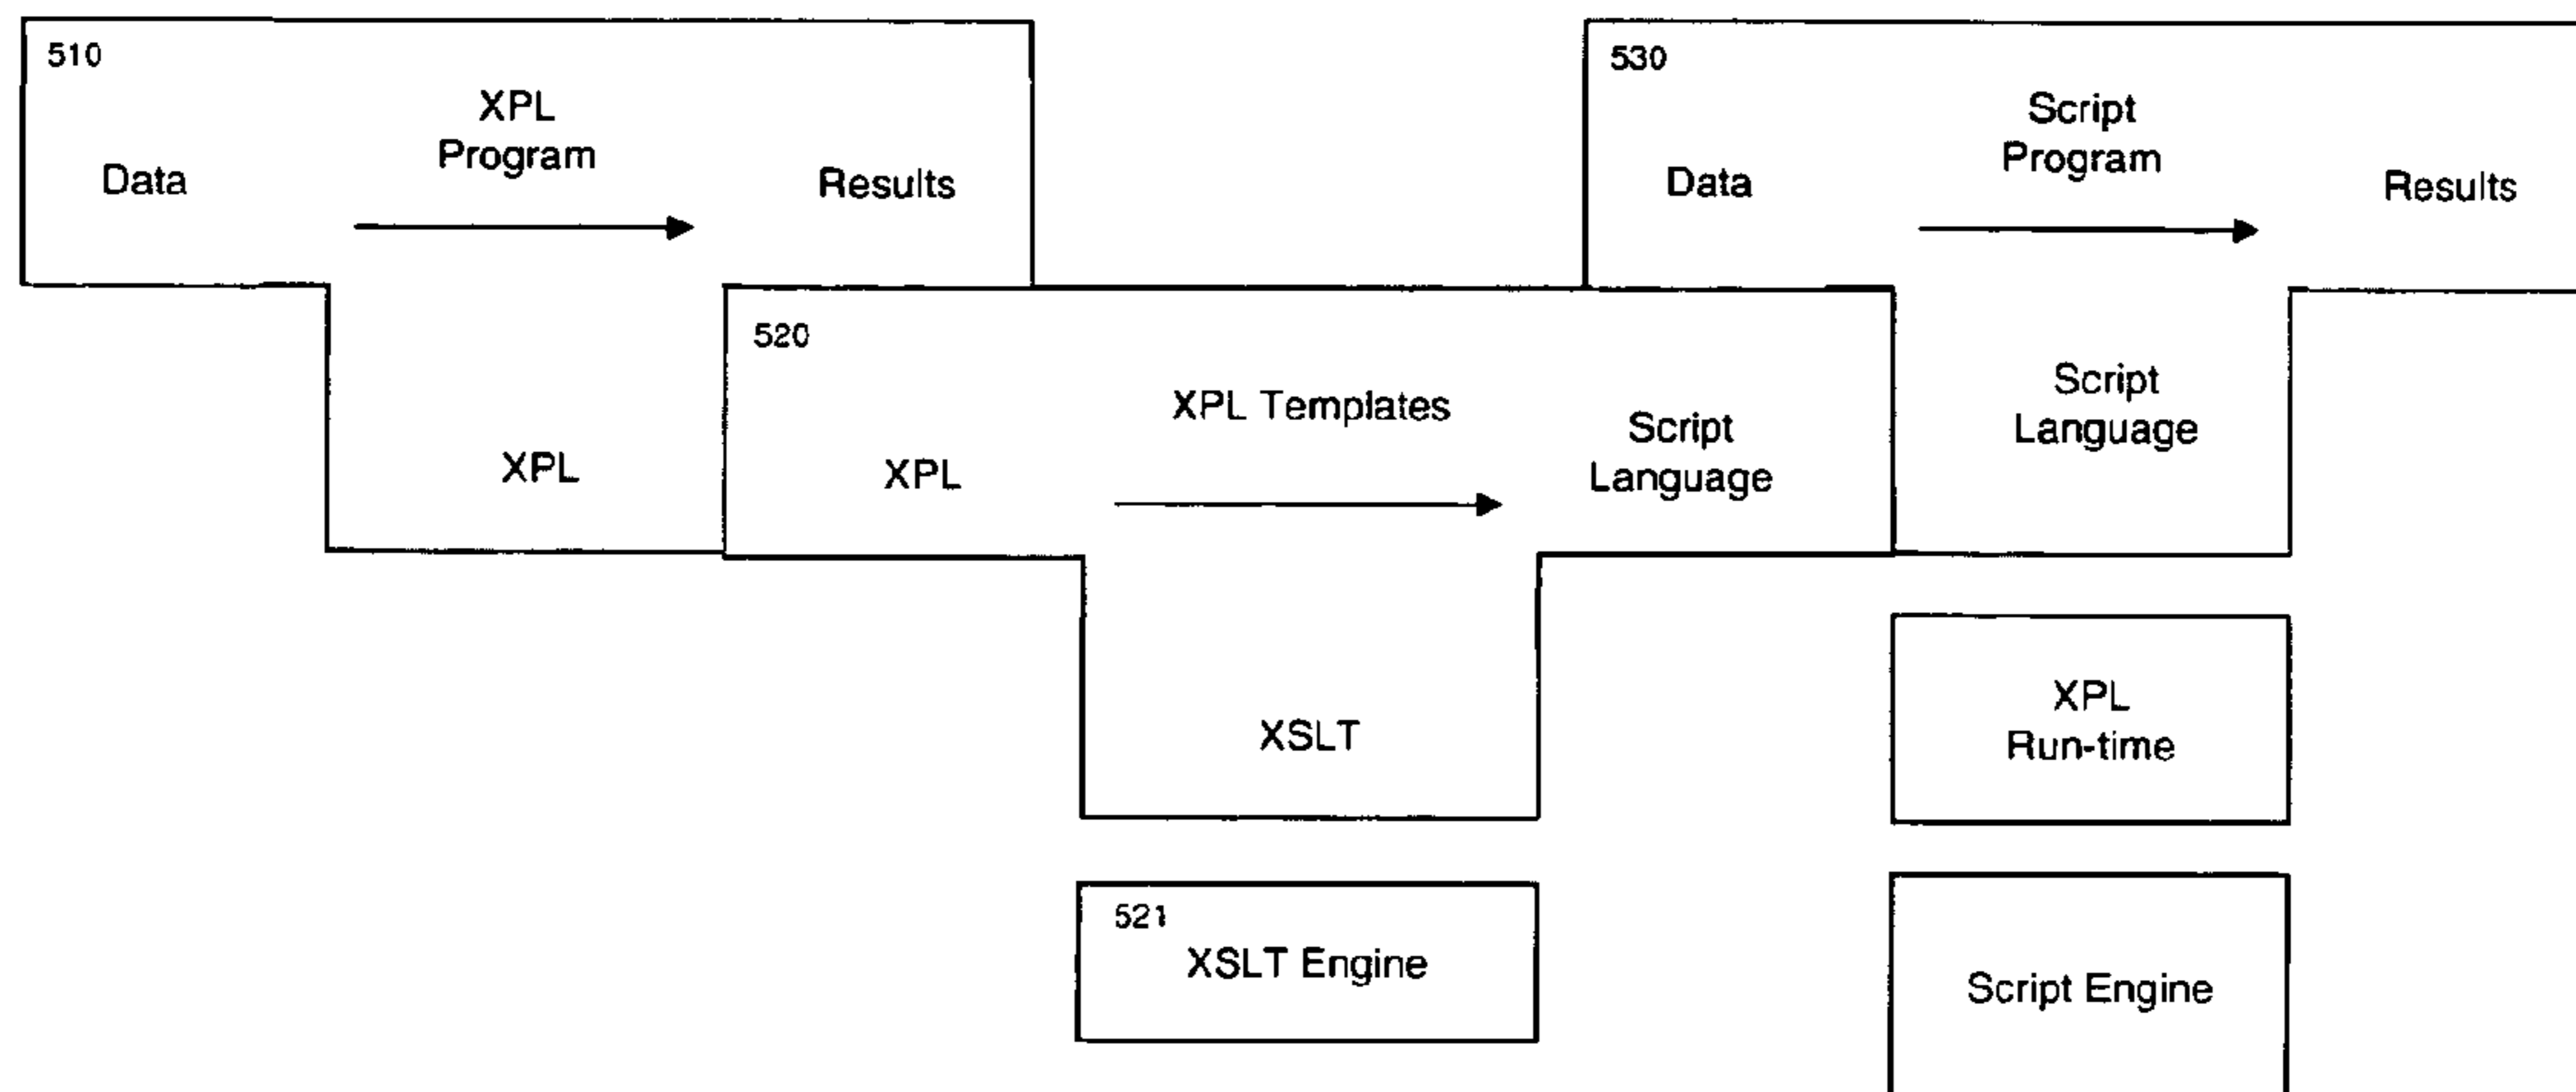 510
XPL
Program
Data
Results
530
Script
Program
Data
Results
XPL
520
XPL Templates
XPL
Script
Language
Script
Language
XSLT
XPL
Run-time
521
XSLT Engine
Script Engine